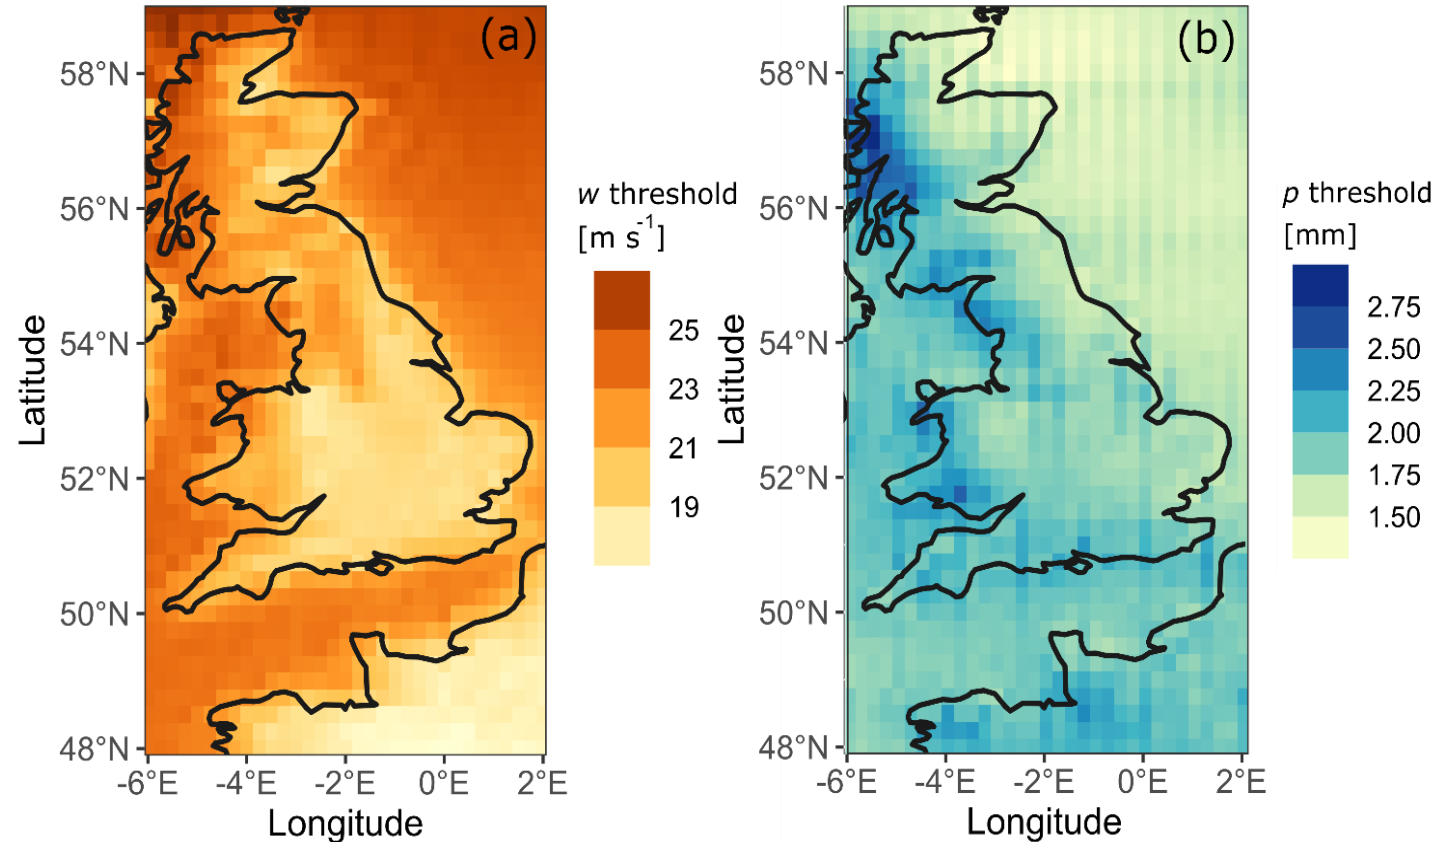 (a)
58°N
56°N
54°N
52°N
50°N
48°N
-6°E -4°E -2°E 0°E 2°E
Latitude
Longitude
w threshold
[m s⁻¹]
25
23
21
19
(b)
58°N
56°N
54°N
52°N
50°N
48°N
-6°E -4°E -2°E 0°E 2°E
Latitude
Longitude
p threshold
[mm]
2.75
2.50
2.25
2.00
1.75
1.50